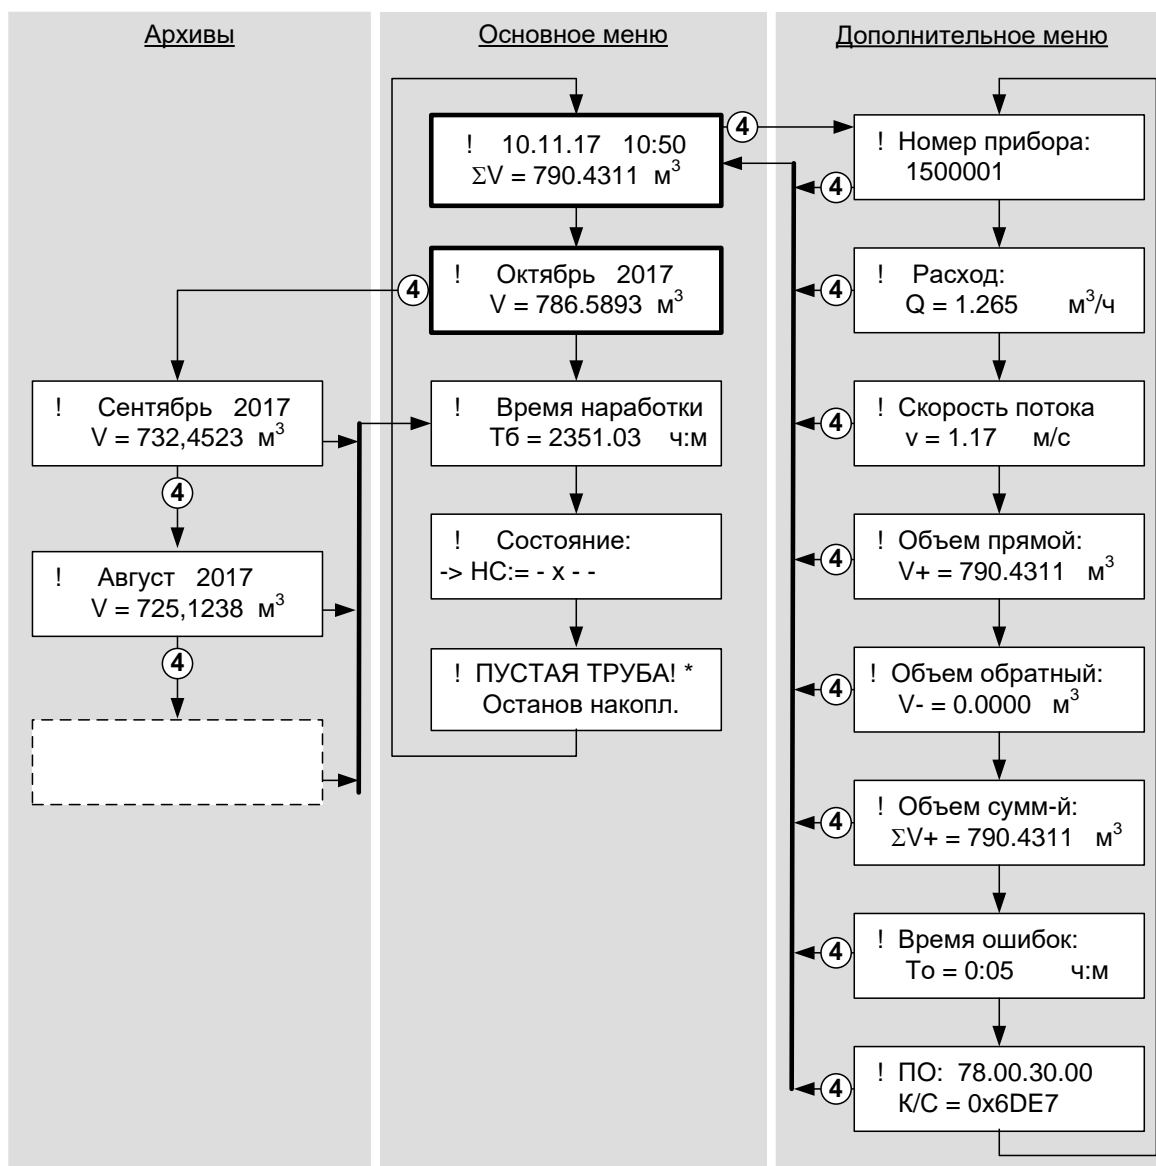 Архивы
! Сентябрь 2017
V = 732,4523 м³
4
! Август 2017
V = 725,1238 м³
4
Основное меню
! 10.11.17 10:50
ΣV = 790.4311 м³
4
! Октябрь 2017
V = 786.5893 м³
4
! Время наработки
Тб = 2351.03 ч:м
! Состояние:
-> НС:= - x - -
! ПУСТАЯ ТРУБА! *
Останов накопл.
Дополнительное меню
! Номер прибора:
1500001
4
! Расход:
Q = 1.265 м³/ч
4
! Скорость потока
v = 1.17 м/с
4
! Объем прямой:
V+ = 790.4311 м³
4
! Объем обратный:
V- = 0.0000 м³
4
! Объем сумм-й:
ΣV+ = 790.4311 м³
4
! Время ошибок:
То = 0:05 ч:м
4
! ПО: 78.00.30.00
К/С = 0x6DE7
4